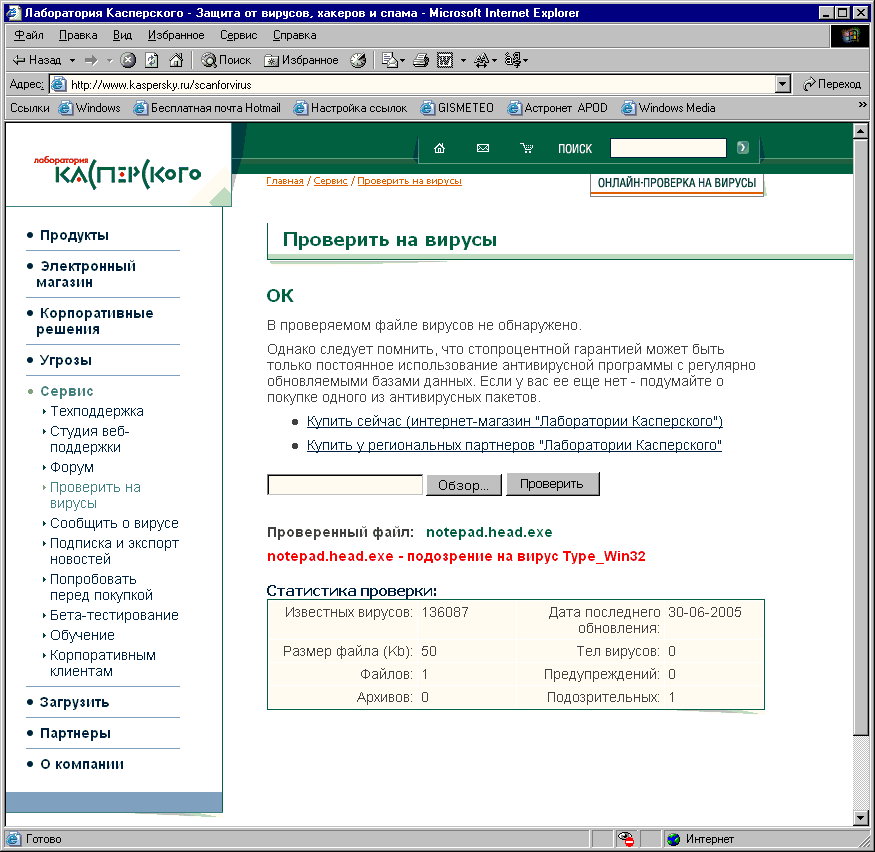 Лаборатория Касперского - Защита от вирусов, хакеров и спама - Microsoft Internet Explorer
Файл Правка Вид Избранное Сервис Справка
Назад Поиск Избранное
Адрес: http://www.kaspersky.ru/scanforvirus Переход
Ссылки Windows Бесплатная почта Hotmail Настройка ссылок GISMETEO Астронет APOD Windows Media »
лаборатория
КАСПЕРСКОГО
ПОИСК
Главная / Сервис / Проверить на вирусы
ОНЛАЙН-ПРОВЕРКА НА ВИРУСЫ
Продукты
Электронный
магазин
Корпоративные
решения
Угрозы
Сервис
Техподдержка
Студия веб-
поддержки
Форум
Проверить на
вирусы
Сообщить о вирусе
Подписка и экспорт
новостей
Попробовать
перед покупкой
Бета-тестирование
Обучение
Корпоративным
клиентам
Загрузить
Партнеры
О компании
Проверить на вирусы
ОК
В проверяемом файле вирусов не обнаружено.
Однако следует помнить, что стопроцентной гарантией может быть
только постоянное использование антивирусной программы с регулярно
обновляемыми базами данных. Если у вас ее еще нет - подумайте о
покупке одного из антивирусных пакетов.
Купить сейчас (интернет-магазин "Лаборатории Касперского")
Купить у региональных партнеров "Лаборатории Касперского"
Обзор... Проверить
Проверенный файл: notepad.head.exe
notepad.head.exe - подозрение на вирус Type_Win32
Статистика проверки:
Известных вирусов: 136087 Дата последнего 30-06-2005
обновления:
Размер файла (Kb): 50 Тел вирусов: 0
Файлов: 1 Предупреждений: 0
Архивов: 0 Подозрительных: 1
Готово Интернет